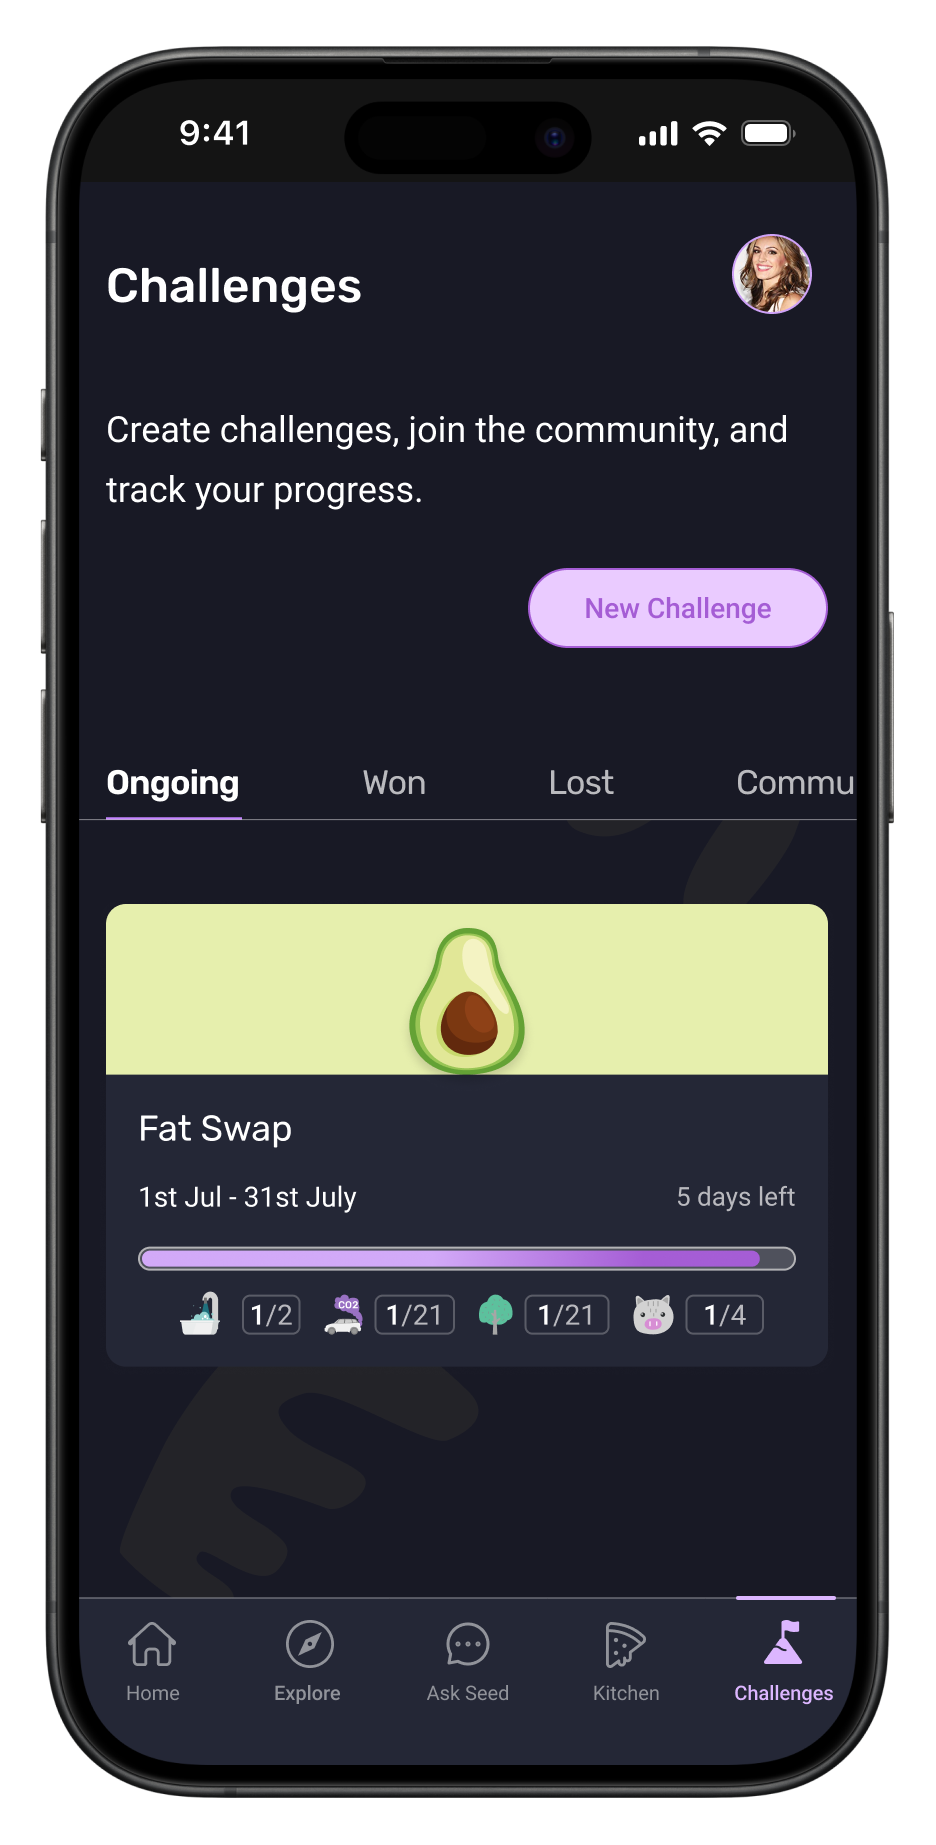 9:41
Challenges
Create challenges, join the community, and
track your progress.
New Challenge
Ongoing Won Lost Commu
Fat Swap
1st Jul - 31st July 5 days left
1/2 CO2 1/21 1/21 1/4
Home Explore Ask Seed Kitchen Challenges